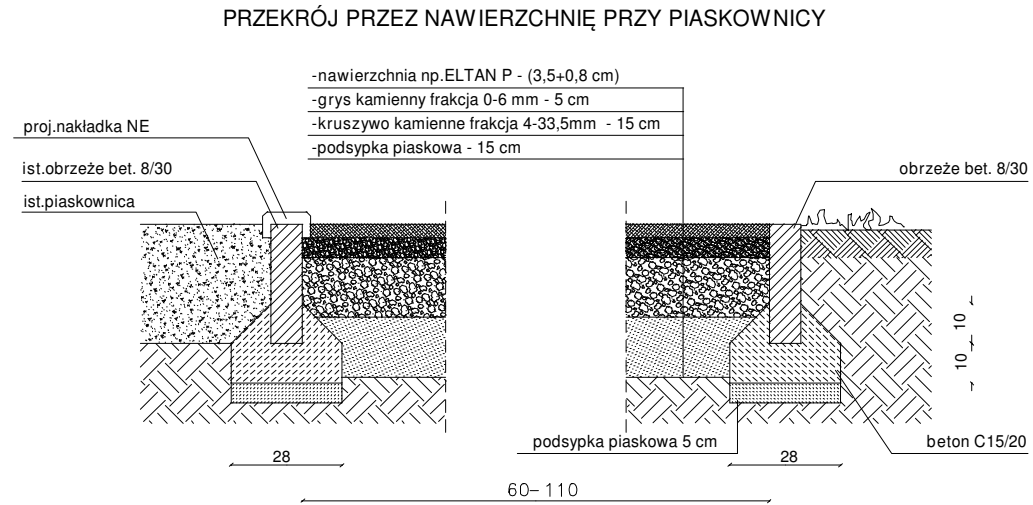 PRZEKRÓJ PRZEZ NAWIERZCHNIĘ PRZY PIASKOWNICY
-nawierzchnia np.ELTAN P - (3,5+0,8 cm)
-grys kamienny frakcja 0-6 mm - 5 cm
-kruszywo kamienne frakcja 4-33,5mm - 15 cm
-podsypka piaskowa - 15 cm
proj.nakładka NE
ist.obrzeże bet. 8/30
ist.piaskownica
obrzeże bet. 8/30
10
10
podsypka piaskowa 5 cm
beton C15/20
28
28
60-110